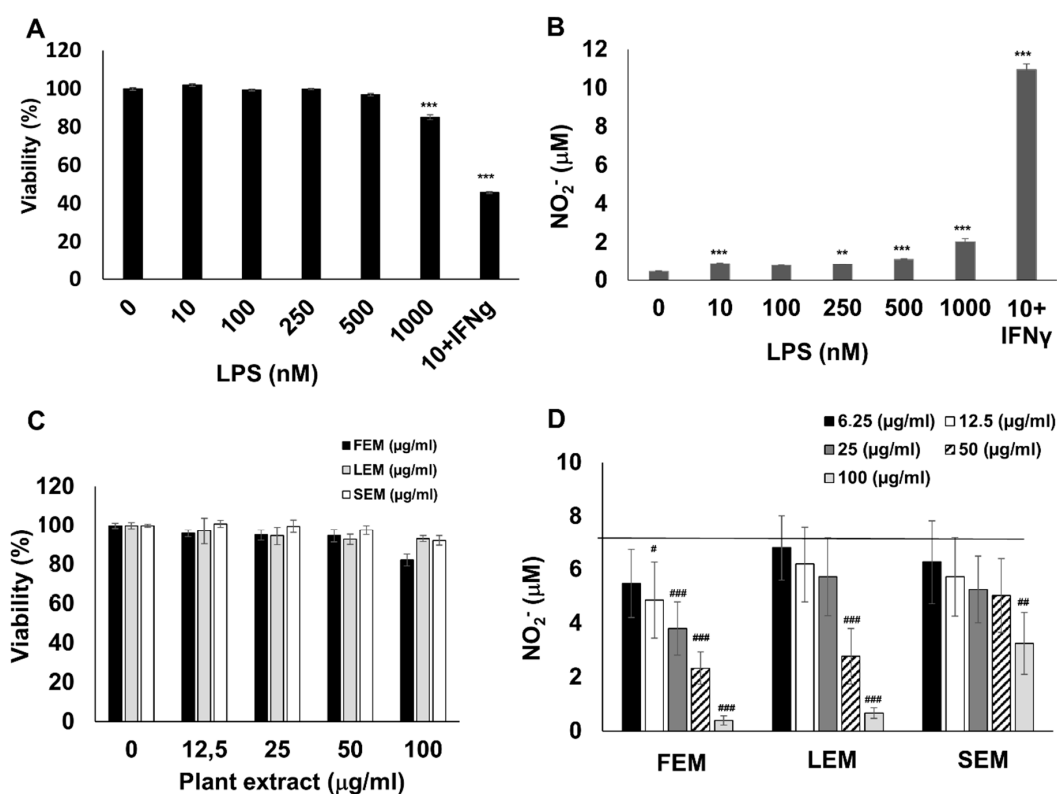 A
120
100
80
60
40
20
0
Viability (%)
***
***
0
10
100
250
500
1000
10+IFNg
LPS (nM)
B
12
10
8
6
4
2
0
NO₂- (μM)
***
**
***
***
***
0
10
100
250
500
1000
10+
IFNγ
LPS (nM)
C
FEM (µg/ml)
LEM (µg/ml)
SEM (µg/ml)
120
100
80
60
40
20
0
Viability (%)
0
12,5
25
50
100
Plant extract (μg/ml)
D
6.25 (µg/ml)
12.5 (µg/ml)
25 (µg/ml)
50 (µg/ml)
100 (µg/ml)
10
8
6
4
2
0
NO₂- (μM)
#
###
###
###
###
###
##
FEM
LEM
SEM